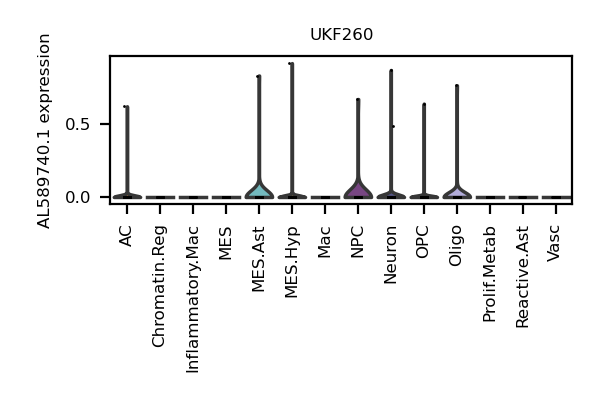 UKF260
AL589740.1 expression
0.5
0.0
AC
Chromatin.Reg
Inflammatory.Mac
MES
MES.Ast
MES.Hyp
Mac
NPC
Neuron
OPC
Oligo
Prolif.Metab
Reactive.Ast
Vasc